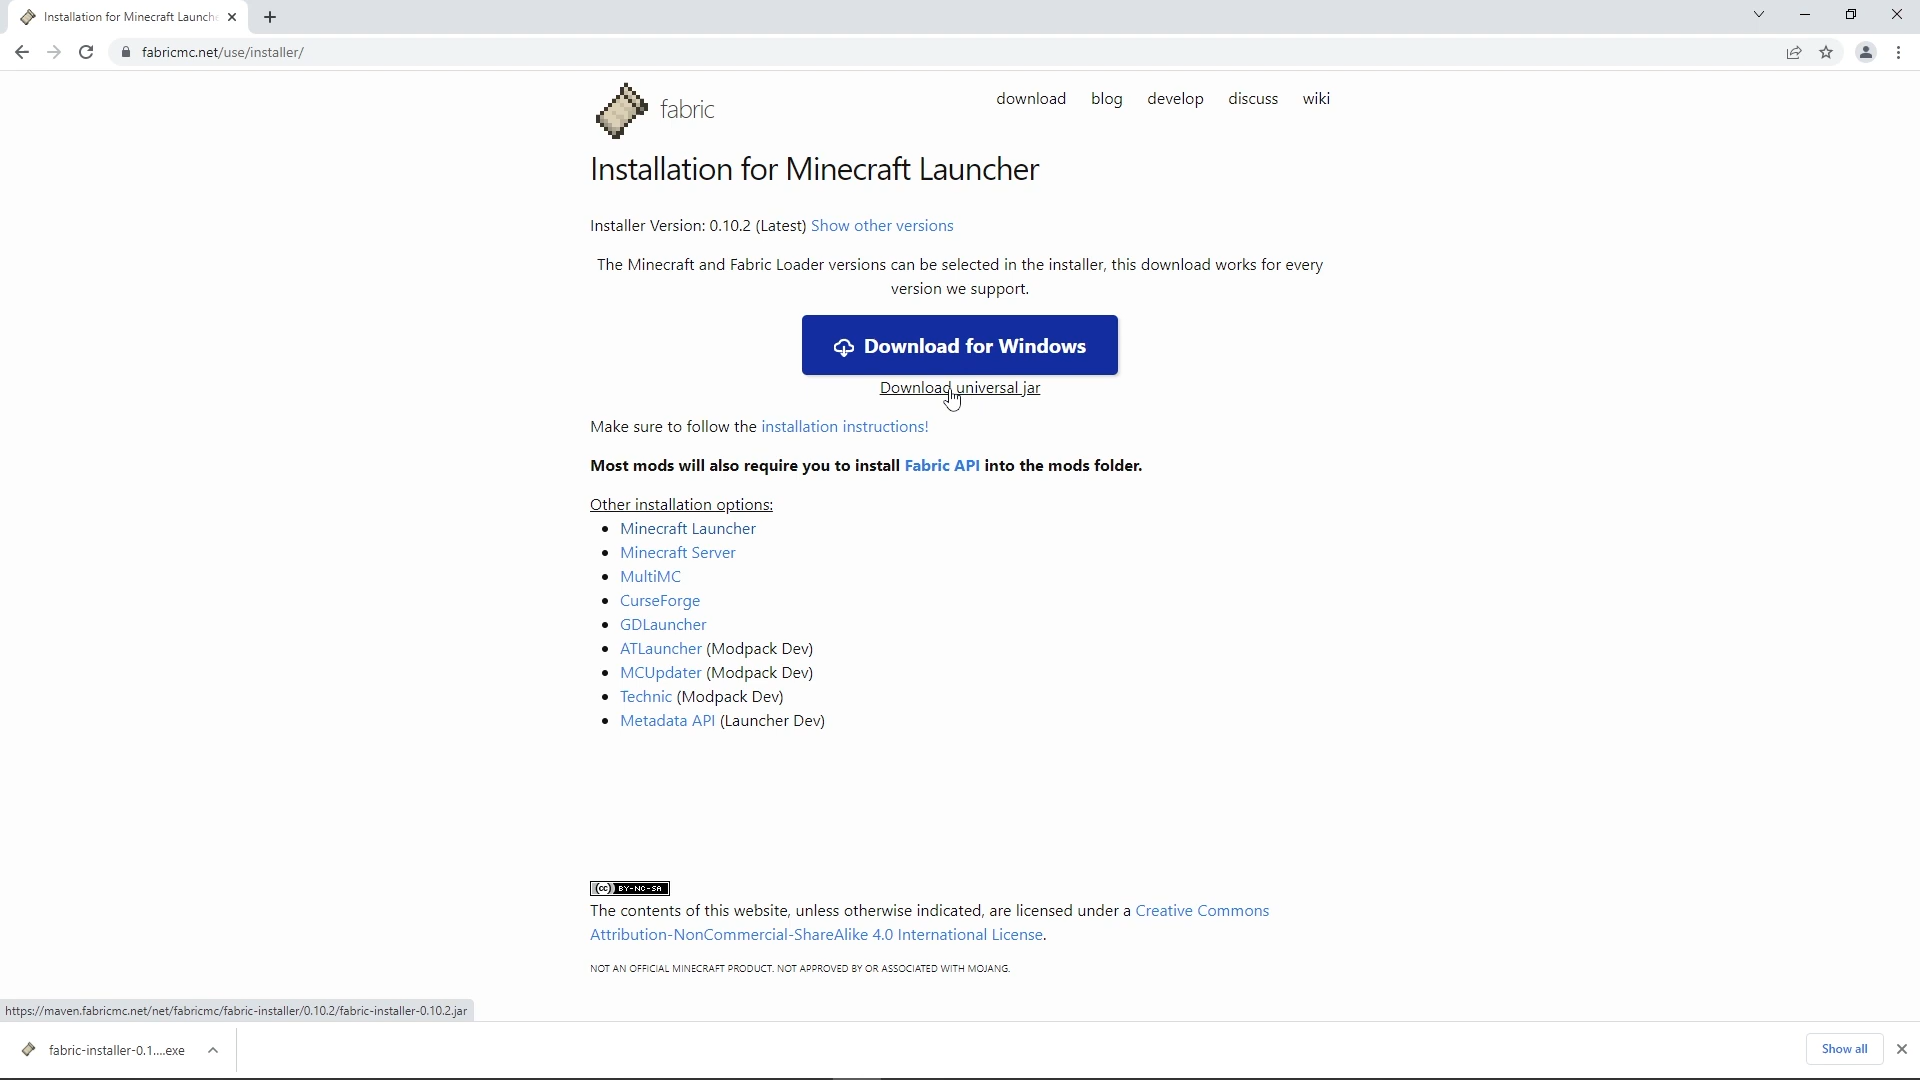 Installation for Minecraft Launche
fabricmc.net/use/installer/
fabric
download blog develop discuss wiki
Installation for Minecraft Launcher
Installer Version: 0.10.2 (Latest) Show other versions
The Minecraft and Fabric Loader versions can be selected in the installer, this download works for every
version we support.
Download for Windows
Download universal jar
Make sure to follow the installation instructions!
Most mods will also require you to install Fabric API into the mods folder.
Other installation options:
Minecraft Launcher
Minecraft Server
MultiMC
CurseForge
GDLauncher
ATLauncher (Modpack Dev)
MCUpdater (Modpack Dev)
Technic (Modpack Dev)
Metadata API (Launcher Dev)
(cc) BY-NC-SA
The contents of this website, unless otherwise indicated, are licensed under a Creative Commons
Attribution-NonCommercial-ShareAlike 4.0 International License.
NOT AN OFFICIAL MINECRAFT PRODUCT. NOT APPROVED BY OR ASSOCIATED WITH MOJANG.
https://maven.fabricmc.net/net/fabricmc/fabric-installer/0.10.2/fabric-installer-0.10.2.jar
fabric-installer-0.1....exe
Show all